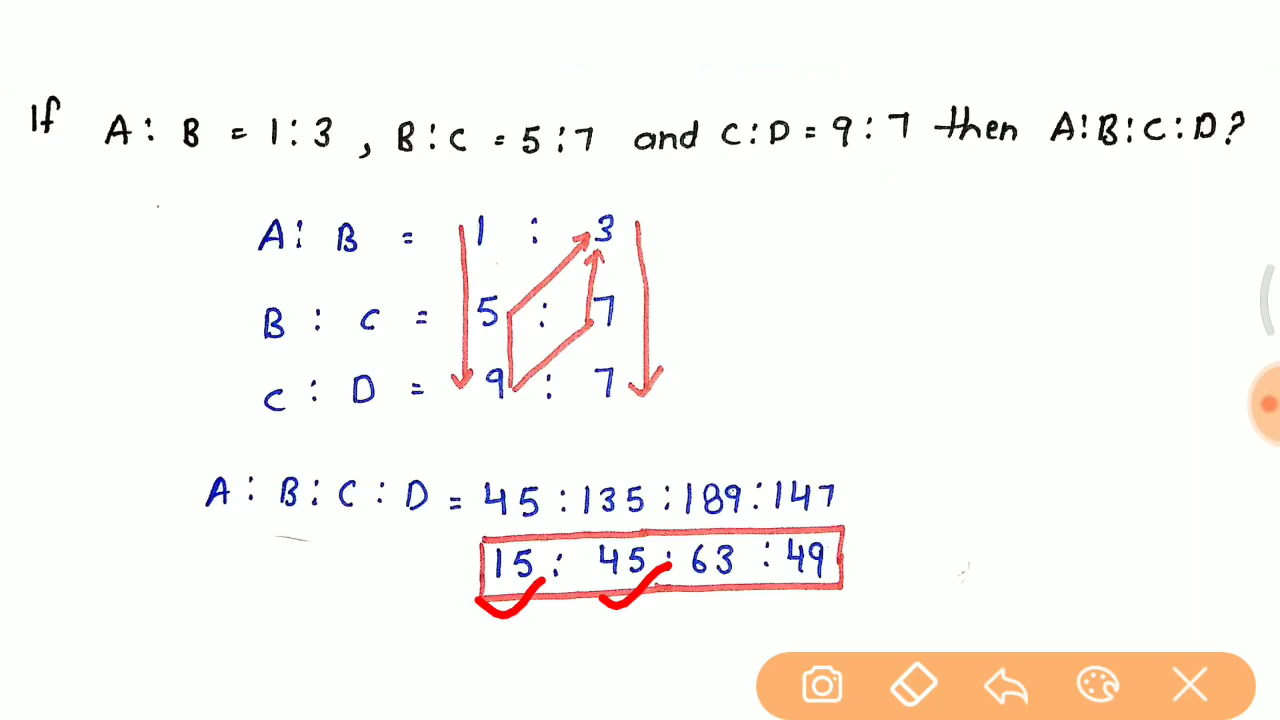 If A : B = 1 : 3 , B : C = 5 : 7 and C : D = 9 : 7 then A : B : C : D ?
A : B = 1 : 3
B : C = 5 : 7
C : D = 9 : 7
A : B : C : D = 45 : 135 : 189 : 147
15 : 45 : 63 : 49